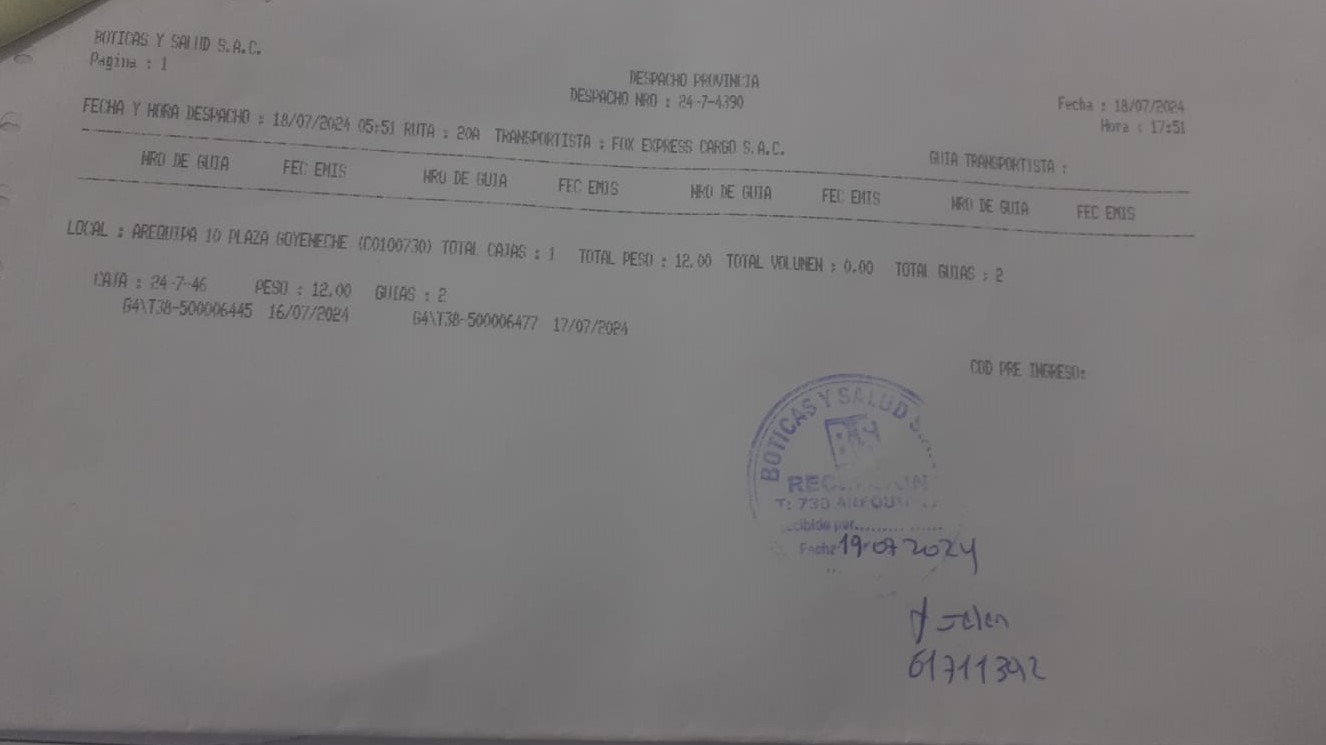 BOTICAS Y SALUD S.A.C.
Pagina : 1
DESPACHO PROVINCIA
DESPACHO NRO : 24-7-4390
Fecha : 18/07/2024
Hora : 17:51
FECHA Y HORA DESPACHO : 18/07/2024 05:51 RUTA : 20A TRANSPORTISTA : FOX EXPRESS CARGO S.A.C.
GUIA TRANSPORTISTA :
NRO DE GUIA FEC EMIS NRO DE GUIA FEC EMIS NRO DE GUIA FEC EMIS NRO DE GUIA FEC EMIS
LOCAL : AREQUIPA 10 PLAZA GOYENECHE (C0100730) TOTAL CAJAS : 1 TOTAL PESO : 12.00 TOTAL VOLUMEN : 0.00 TOTAL GUIAS : 2
CAJA : 24-7-46 PESO : 12.00 GUIAS : 2
G4\T38-500006445 16/07/2024 G4\T38-500006477 17/07/2024
COD PRE INGRESO:
BOTICAS Y SALUD
BS
T: 730
Fecha 19-07 2024
61711392